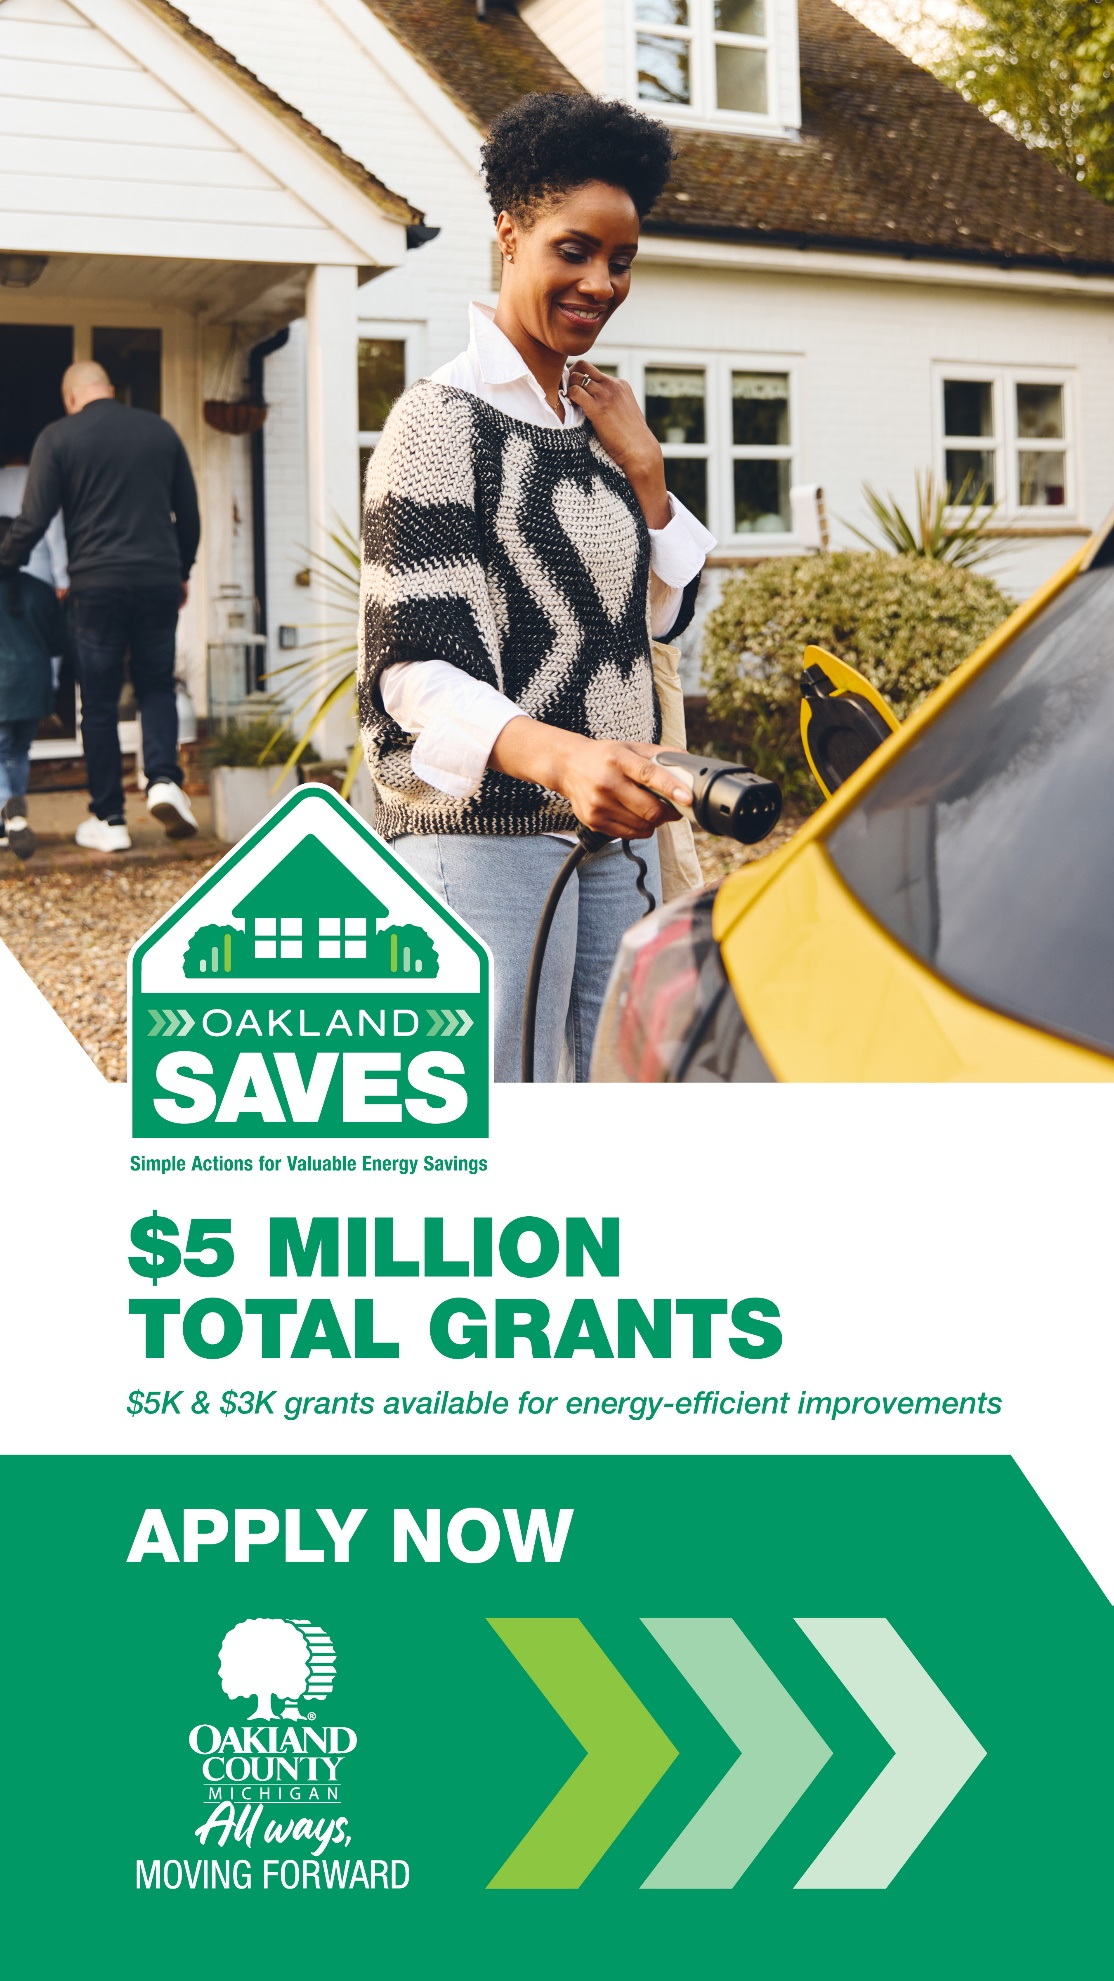 OAKLAND
SAVES
Simple Actions for Valuable Energy Savings
$5 MILLION
TOTAL GRANTS
$5K & $3K grants available for energy-efficient improvements
APPLY NOW
®
OAKLAND
COUNTY
MICHIGAN
All ways,
MOVING FORWARD